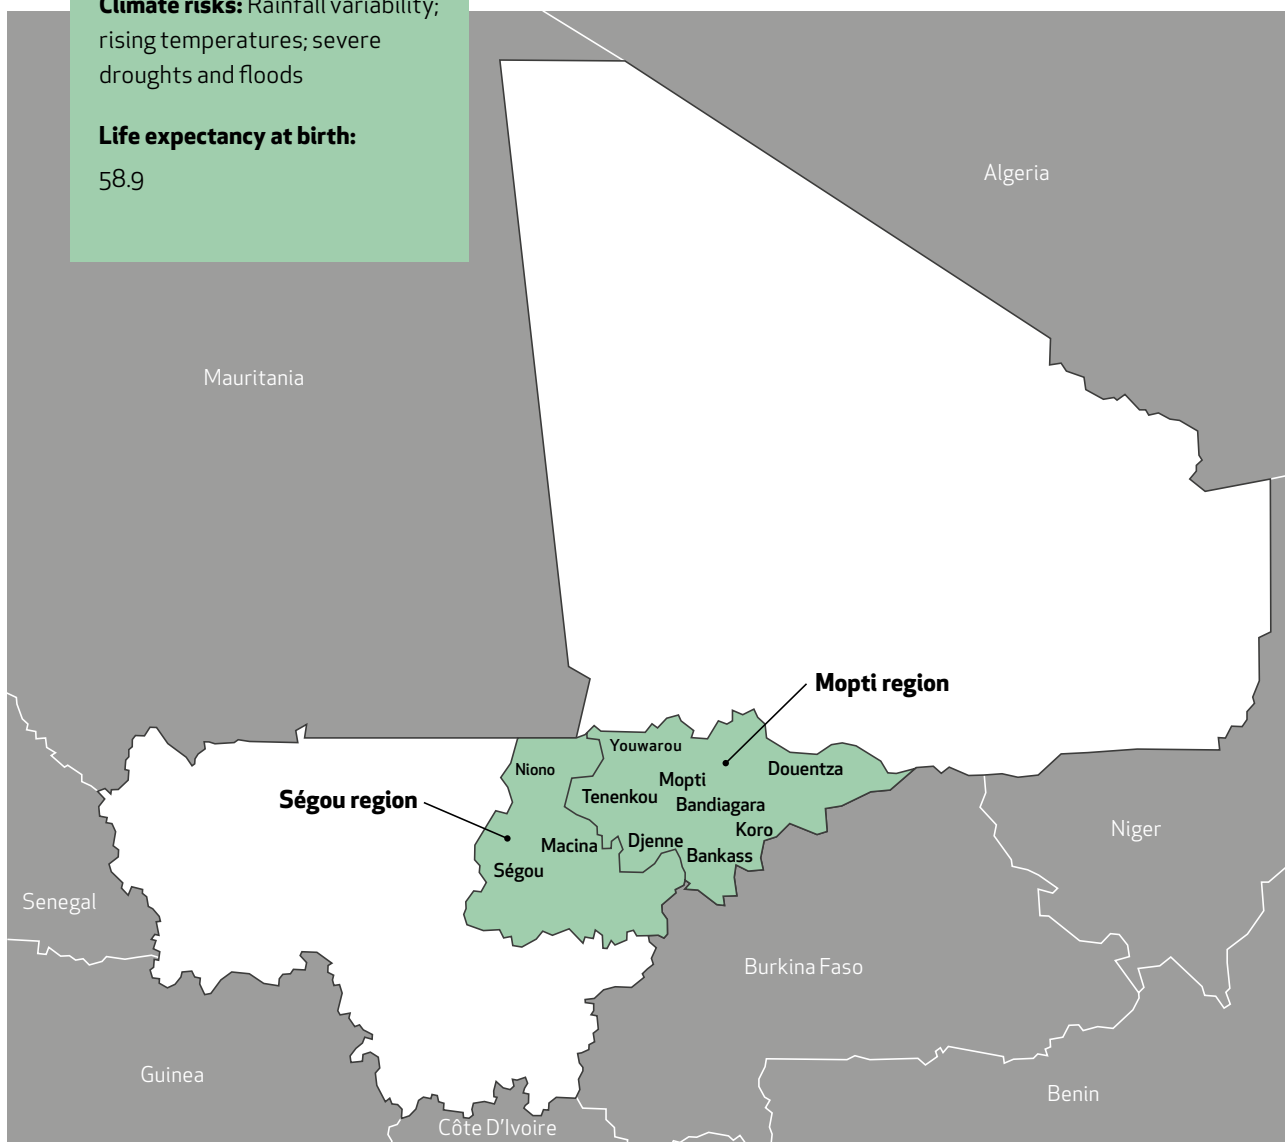 Climate risks: Rainfall variability;
rising temperatures; severe
droughts and floods
Life expectancy at birth:
58.9
Algeria
Mauritania
Mopti region
Youwarou
Niono
Douentza
Mopti
Tenenkou
Ségou region
Bandiagara
Koro
Niger
Djenne
Macina
Bankass
Ségou
Senegal
Burkina Faso
Guinea
Benin
Côte D'Ivoire